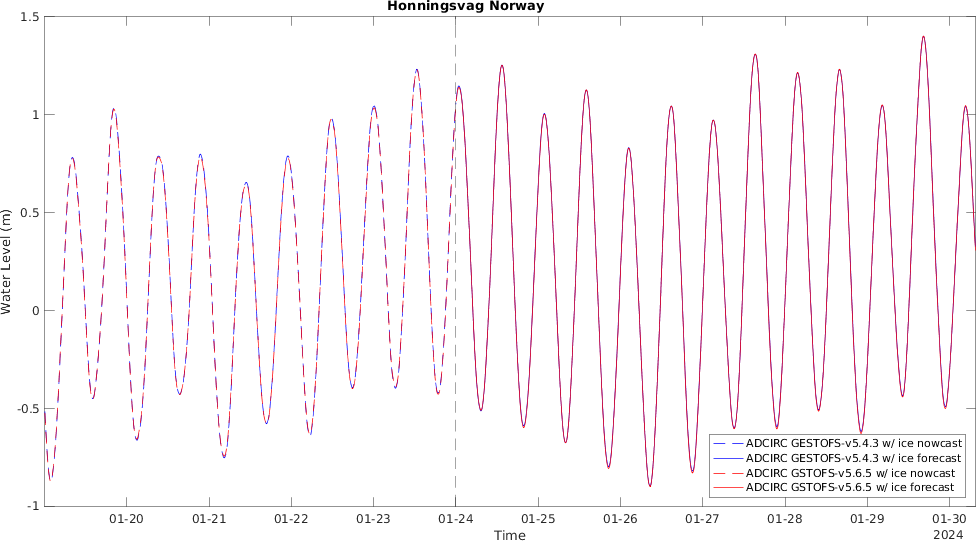 Honningsvag Norway
1.5
1
0.5
0
-0.5
-1
Water Level (m)
ADCIRC GESTOFS-v5.4.3 w/ ice nowcast
ADCIRC GESTOFS-v5.4.3 w/ ice forecast
ADCIRC GSTOFS-v5.6.5 w/ ice nowcast
ADCIRC GSTOFS-v5.6.5 w/ ice forecast
01-20 01-21 01-22 01-23 01-24 01-25 01-26 01-27 01-28 01-29 01-30
Time
2024